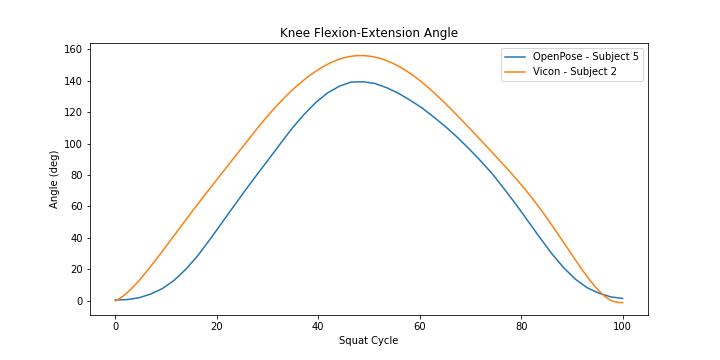 Knee Flexion-Extension Angle
OpenPose - Subject 5
Vicon - Subject 2
Angle (deg)
160
140
120
100
80
60
40
20
0
0 20 40 60 80 100
Squat Cycle